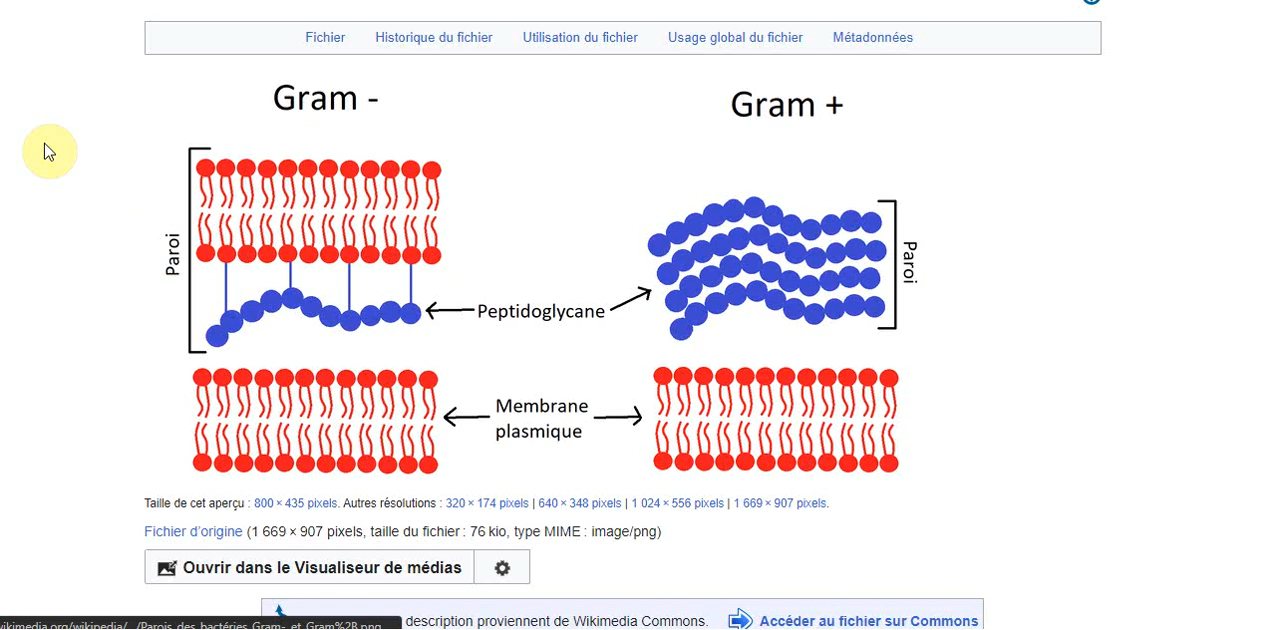 Fichier Historique du fichier Utilisation du fichier Usage global du fichier Métadonnées
Gram -
Gram +
Paroi
Paroi
Peptidoglycane
Membrane
plasmique
Taille de cet aperçu : 800 × 435 pixels. Autres résolutions : 320 × 174 pixels | 640 × 348 pixels | 1 024 × 556 pixels | 1 669 × 907 pixels.
Fichier d’origine (1 669 × 907 pixels, taille du fichier : 76 kio, type MIME : image/png)
Ouvrir dans le Visualiseur de médias
description proviennent de Wikimedia Commons. Accéder au fichier sur Commons